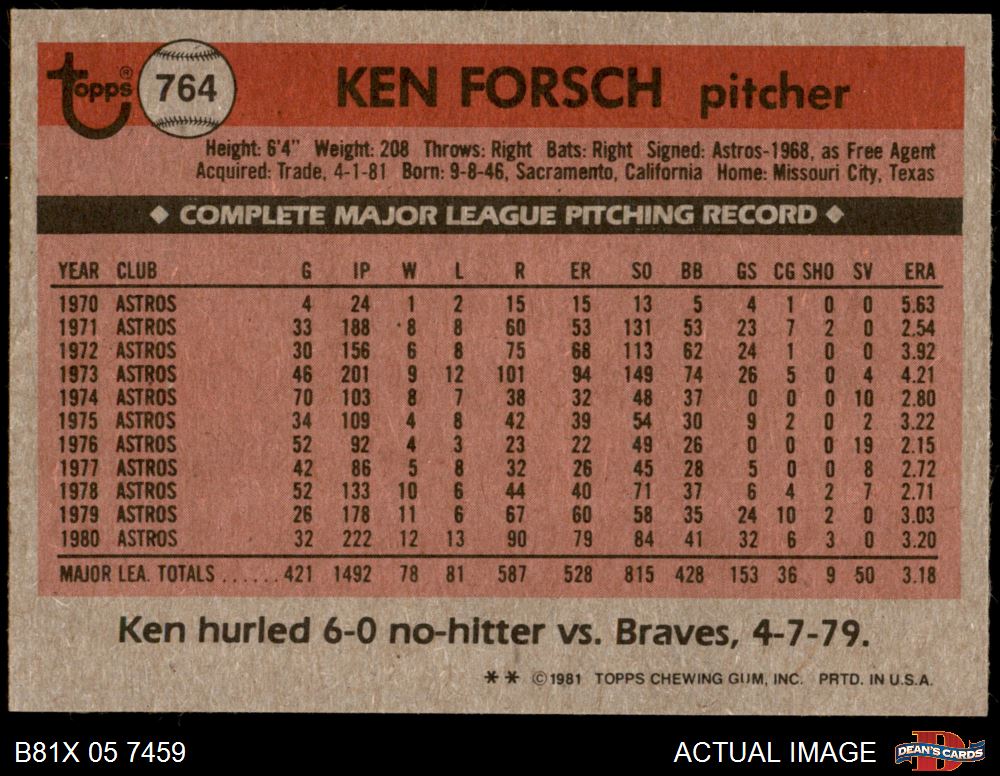 Topps® 764 KEN FORSCH pitcher
Height: 6'4" Weight: 208 Throws: Right Bats: Right Signed: Astros-1968, as Free Agent
Acquired: Trade, 4-1-81 Born: 9-8-46, Sacramento, California Home: Missouri City, Texas
◆ COMPLETE MAJOR LEAGUE PITCHING RECORD ◆
YEAR CLUB G IP W L R ER SO BB GS CG SHO SV ERA
1970 ASTROS 4 24 1 2 15 15 13 5 4 1 0 0 5.63
1971 ASTROS 33 188 8 8 60 53 131 53 23 7 2 0 2.54
1972 ASTROS 30 156 6 8 75 68 113 62 24 1 0 0 3.92
1973 ASTROS 46 201 9 12 101 94 149 74 26 5 0 4 4.21
1974 ASTROS 70 103 8 7 38 32 48 37 0 0 0 10 2.80
1975 ASTROS 34 109 4 8 42 39 54 30 9 2 0 2 3.22
1976 ASTROS 52 92 4 3 23 22 49 26 0 0 0 19 2.15
1977 ASTROS 42 86 5 8 32 26 45 28 5 0 0 8 2.72
1978 ASTROS 52 133 10 6 44 40 71 37 6 4 2 7 2.71
1979 ASTROS 26 178 11 6 67 60 58 35 24 10 2 0 3.03
1980 ASTROS 32 222 12 13 90 79 84 41 32 6 3 0 3.20
MAJOR LEA. TOTALS ...... 421 1492 78 81 587 528 815 428 153 36 9 50 3.18
Ken hurled 6-0 no-hitter vs. Braves, 4-7-79.
** ©1981 TOPPS CHEWING GUM, INC. PRTD. IN U.S.A.
B81X 05 7459 ACTUAL IMAGE DEAN'S CARDS